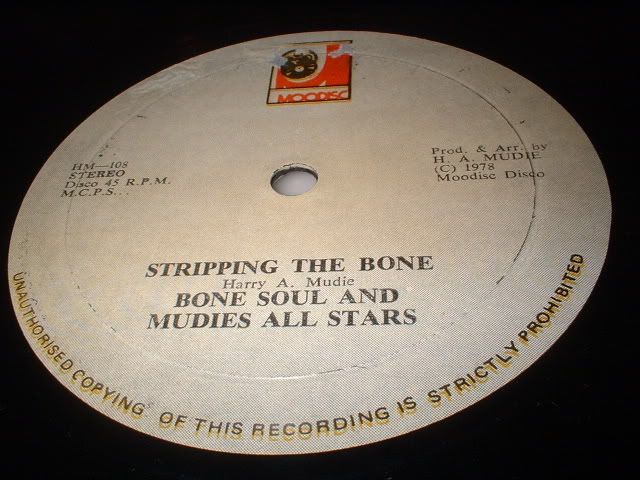 MOODISC
HM—108
STEREO
Disco 45 R.P.M.
M.C.P.S...
Prod. & Arr. by
H. A. MUDIE
(C) 1978
Moodisc Disco
STRIPPING THE BONE
Harry A. Mudie
BONE SOUL AND
MUDIES ALL STARS
UNAUTHORISED COPYING OF THIS RECORDING IS STRICTLY PROHIBITED